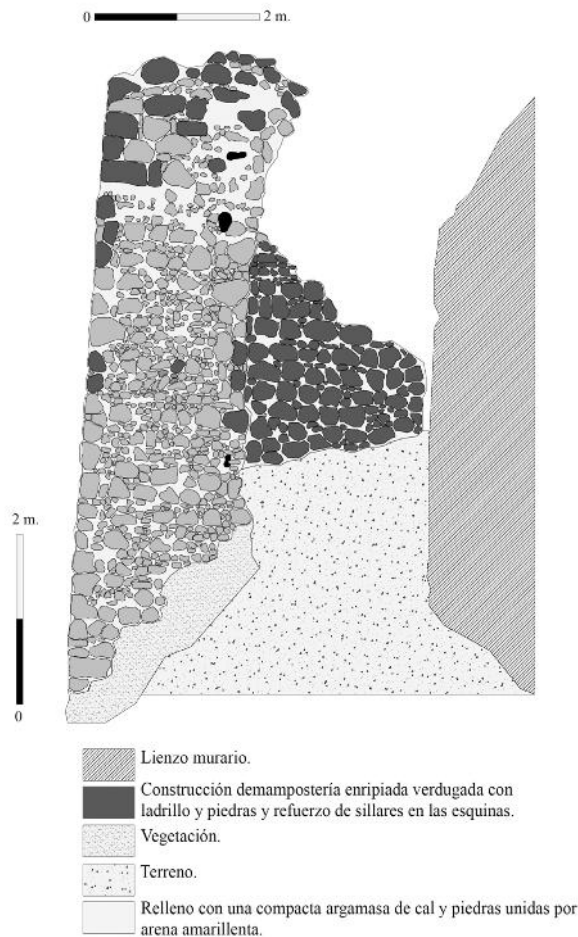 0 2 m.
2 m.
0
Lienzo murario.
Construcción demampostería enripiada verdugada con
ladrillo y piedras y refuerzo de sillares en las esquinas.
Vegetación.
Terreno.
Relleno con una compacta argamasa de cal y piedras unidas por
arena amarillenta.